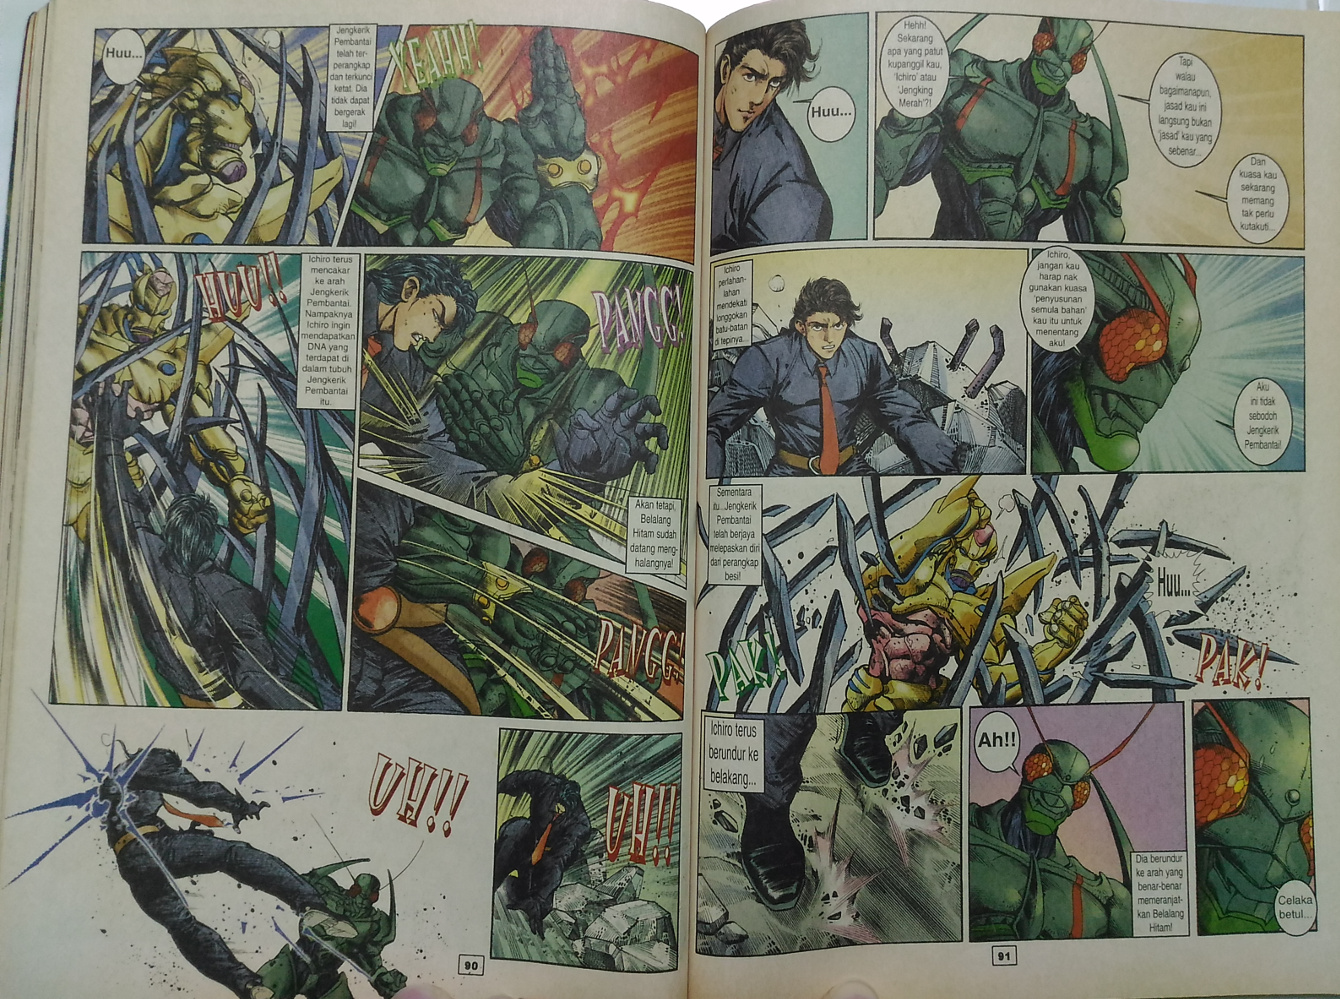 Huu...
Jengkerik
Pembantai
telah ter-
perangkap
dan terkunci
ketat. Dia
tidak dapat
bergerak
lagi!
YEAHH!
HUU!!
Ichiro terus
mencakar
ke arah
Jengkerik
Pembantai.
Nampaknya
Ichiro ingin
mendapatkan
DNA yang
terdapat di
dalam tubuh
Jengkerik
Pembantai
itu.
PANGG!
Akan tetapi,
Belalang
Hitam sudah
datang meng-
halangnya!
PANGG!
UH!!
UH!!
90
Huu...
Hehh!
Sekarang
apa yang patut
kupanggil kau,
'Ichiro' atau
'Jengking
Merah'?!
Tapi
walau
bagaimanapun,
jasad kau ini
langsung bukan
'jasad' kau yang
sebenar...
Dan
kuasa kau
sekarang
memang
tak perlu
kutakuti...
Ichiro
perlahan-
lahan
mendekati
longgokan
batu-batan
di tepinya...
Ichiro,
jangan kau
harap nak
gunakan kuasa
'penyusunan
semula bahan'
kau itu untuk
menentang
aku!
Aku
ini tidak
sebodoh
Jengkerik
Pembantai!
Sementara
itu...Jengkerik
Pembantai
telah berjaya
melepaskan diri
dari perangkap
besi!
Huu...
PAK!
PAK!
Ichiro terus
berundur ke
belakang...
Ah!!
Dia berundur
ke arah yang
benar-benar
memeranjat-
kan Belalang
Hitam!
Celaka
betul...
91